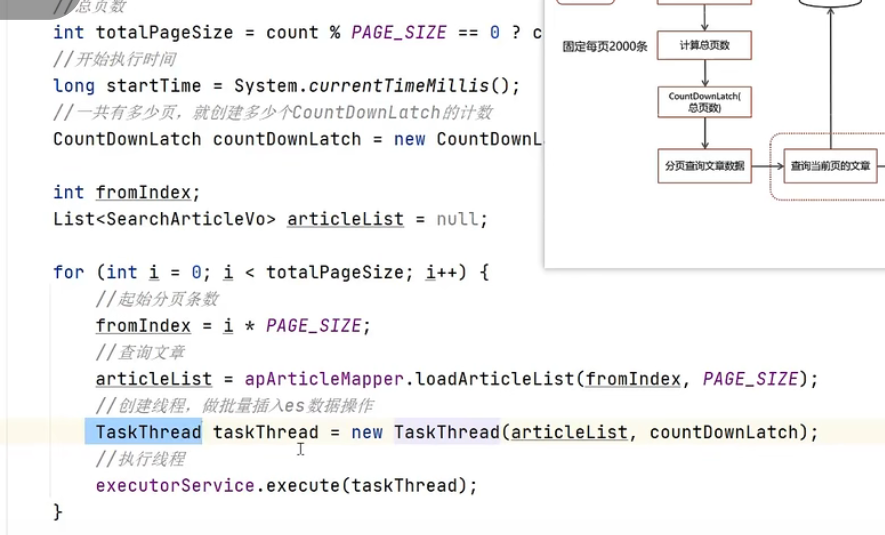 //总页数
int totalPageSize = count % PAGE_SIZE == 0 ? c
//开始执行时间
long startTime = System.currentTimeMillis();
//一共有多少页，就创建多少个CountDownLatch的计数
CountDownLatch countDownLatch = new CountDownL
int fromIndex;
List<SearchArticleVo> articleList = null;
for (int i = 0; i < totalPageSize; i++) {
//起始分页条数
fromIndex = i * PAGE_SIZE;
//查询文章
articleList = apArticleMapper.loadArticleList(fromIndex, PAGE_SIZE);
//创建线程，做批量插入es数据操作
TaskThread taskThread = new TaskThread(articleList, countDownLatch);
//执行线程
executorService.execute(taskThread);
}
固定每页2000条
计算总页数
CountDownLatch(
总页数)
分页查询文章数据
查询当前页的文章